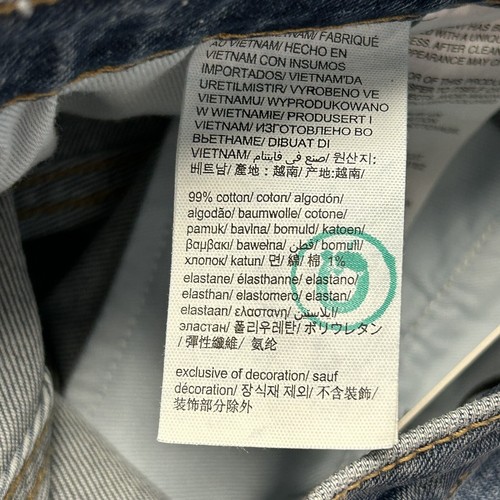 VIETNAM/ FABRIQUÉ
AU VIETNAM/ HECHO EN
VIETNAM CON INSUMOS
IMPORTADOS/ VIETNAM'DA
ÜRETILMISTIR/ VYROBENO VE
VIETNAMU/ WYPRODUKOWANO
W WIETNAMIE/ PRODUSERT I
VIETNAM/ ИЗГОТОВЛЕНО ВО
ВЬЕТНАМЕ/ DIBUAT DI
VIETNAM/ صنع في فايتنام/ 원산지:
베트남/ 產地：越南/ 产地:越南/
99% cotton/ coton/ algodón/
algodão/ baumwolle/ cotone/
pamuk/ bavlna/ bomuld/ katoen/
βαμβακι/ bawełna/ قطن/ bomull/
хлопок/ katun/ 면/ 綿/ 棉 1%
elastane/ élasthanne/ elastano/
elasthan/ elastomero/ elastan/
elastaan/ ελαστανη/ ايلاستين/
эластан/ 폴리우레탄/ ポリウレタン
/ 彈性纖維/ 氨纶
exclusive of decoration/ sauf
décoration/ 장식재 제외/ 不含裝飾/
装饰部分除外